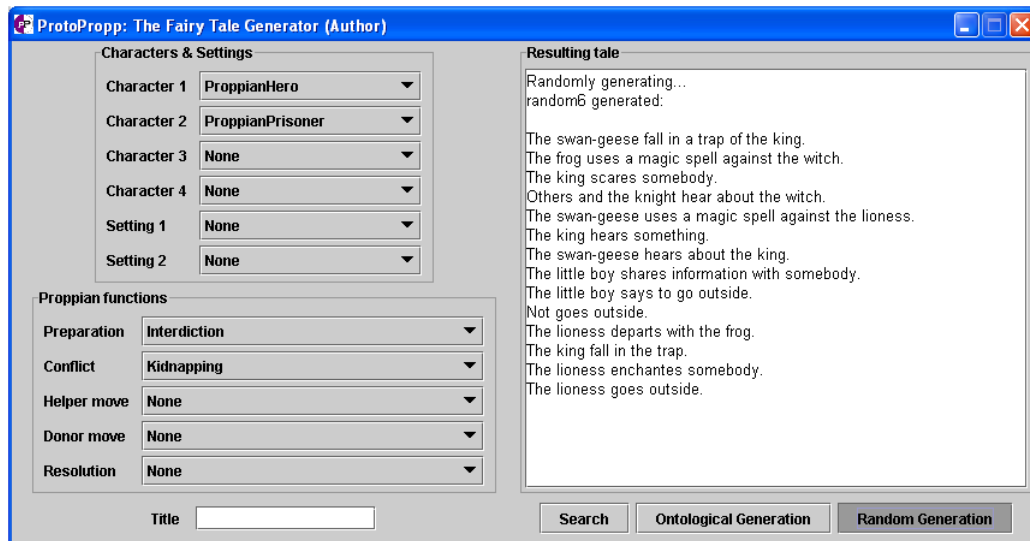 ProtoPropp: The Fairy Tale Generator (Author)
Characters & Settings
Character 1 ProppianHero
Character 2 ProppianPrisoner
Character 3 None
Character 4 None
Setting 1 None
Setting 2 None
Proppian functions
Preparation Interdiction
Conflict Kidnapping
Helper move None
Donor move None
Resolution None
Title
Resulting tale
Randomly generating...
random6 generated:
The swan-geese fall in a trap of the king.
The frog uses a magic spell against the witch.
The king scares somebody.
Others and the knight hear about the witch.
The swan-geese uses a magic spell against the lioness.
The king hears something.
The swan-geese hears about the king.
The little boy shares information with somebody.
The little boy says to go outside.
Not goes outside.
The lioness departs with the frog.
The king fall in the trap.
The lioness enchantes somebody.
The lioness goes outside.
Search Ontological Generation Random Generation